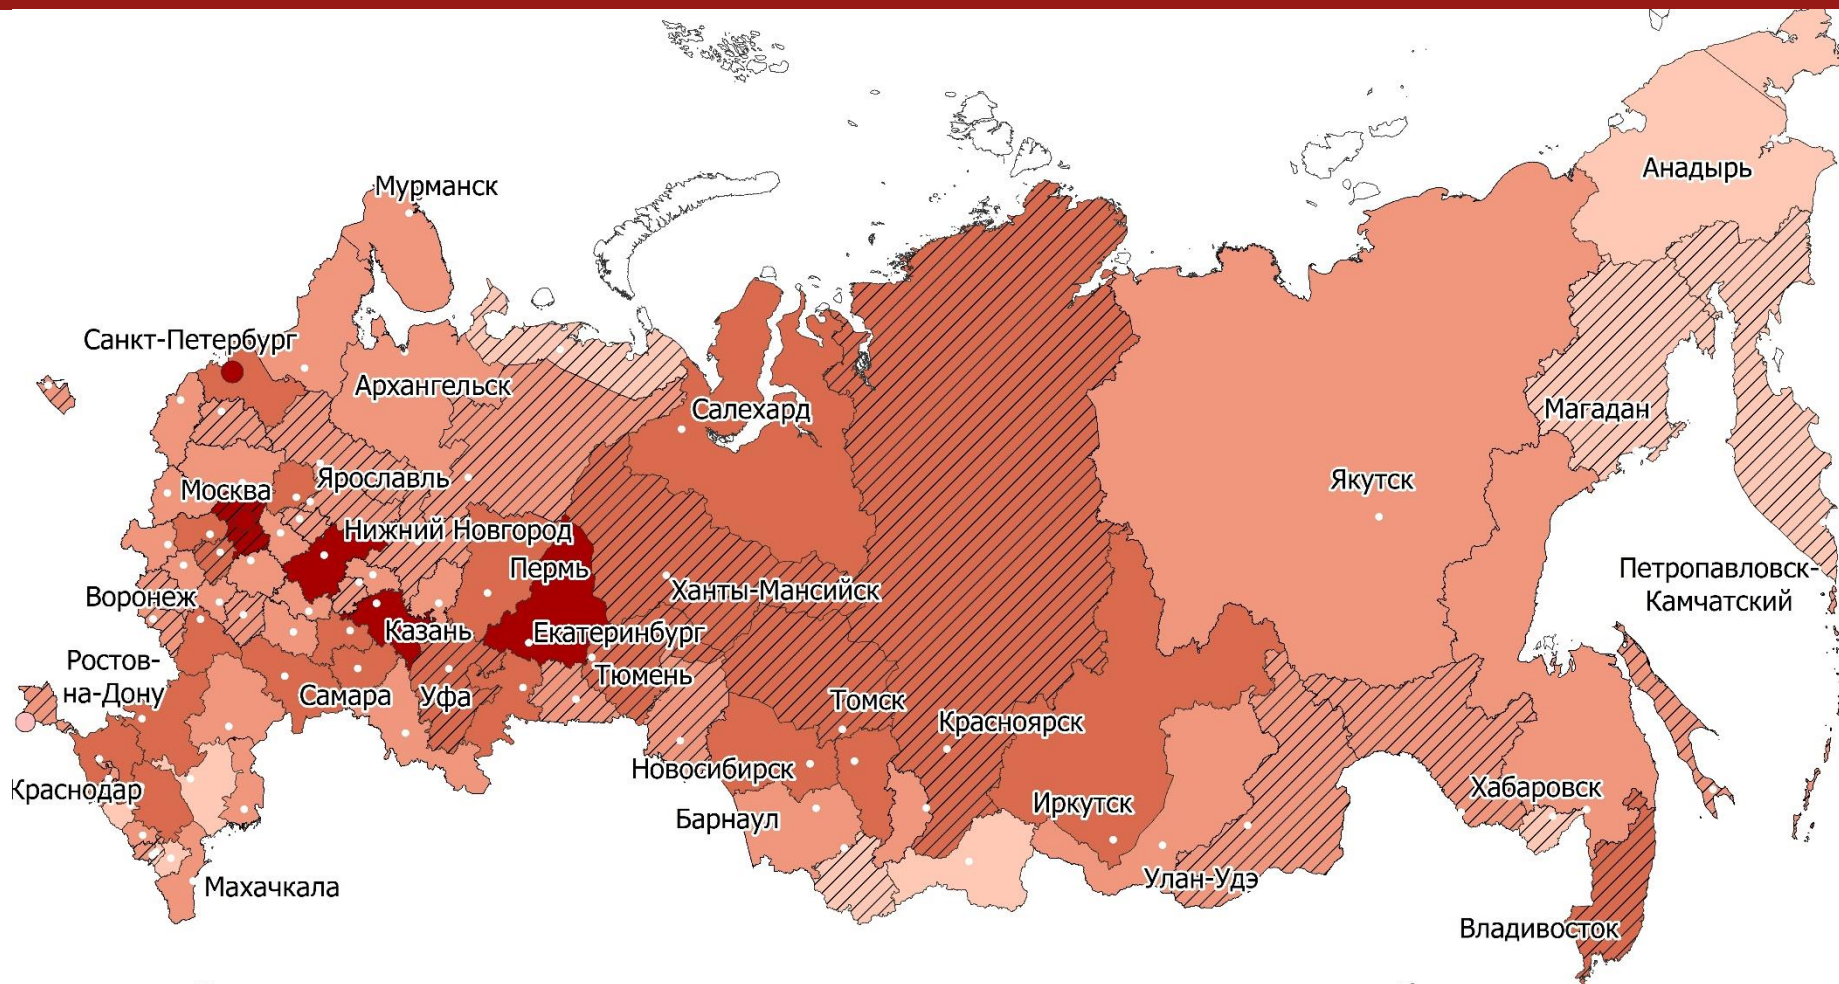 Мурманск
Анадырь
Санкт-Петербург
Архангельск
Салехард
Магадан
Москва
Ярославль
Якутск
Нижний Новгород
Пермь
Ханты-Мансийск
Петропавловск-
Камчатский
Воронеж
Казань
Екатеринбург
Ростов-
на-Дону
Самара
Уфа
Тюмень
Томск
Красноярск
Новосибирск
Краснодар
Барнаул
Иркутск
Хабаровск
Махачкала
Улан-Удэ
Владивосток